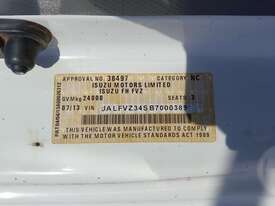 APPROVAL NO. 36497 CATEGORY NC
ISUZU MOTORS LIMITED
ISUZU FH FVZ
GVM kg 24000 SEATS 3
07/13 VIN JALFVZ34SB7000389
THIS VEHICLE WAS MANUFACTURED TO
COMPLY WITH THE MOTOR
VEHICLE STANDARDS ACT 1989